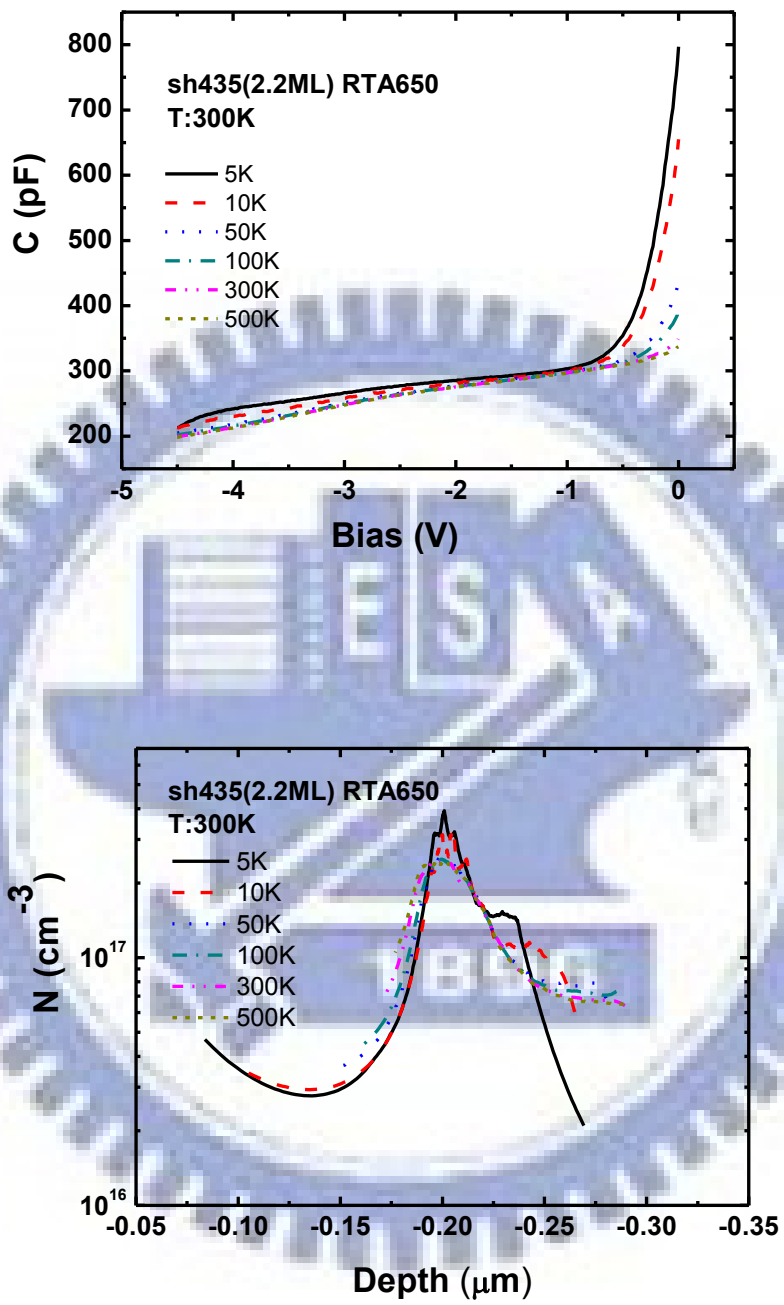 800
700
600
500
400
300
200
C (pF)
sh435(2.2ML) RTA650
T:300K
5K
10K
50K
100K
300K
500K
-5 -4 -3 -2 -1 0
Bias (V)
E S A
1896
sh435(2.2ML) RTA650
T:300K
5K
10K
50K
100K
300K
500K
N (cm-3)
10^17
10^16
-0.05 -0.10 -0.15 -0.20 -0.25 -0.30 -0.35
Depth (μm)